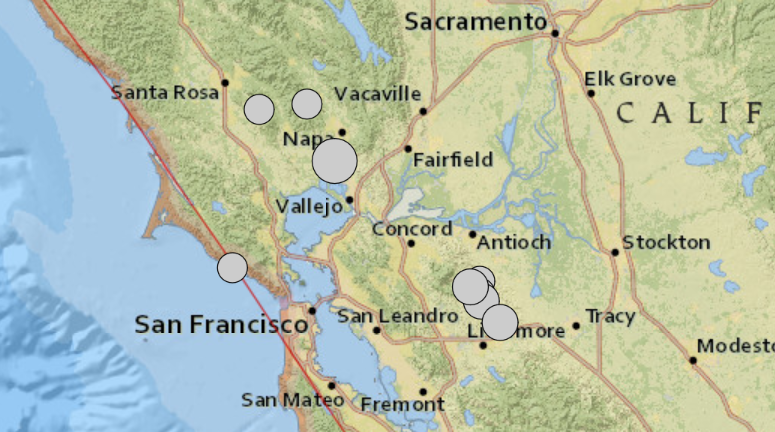 Sacramento
Elk Grove
Santa Rosa
Vacaville
CALIF
Napa
Fairfield
Vallejo
Concord
Antioch
Stockton
San Francisco
San Leandro
Tracy
Modesto
San Mateo
Fremont